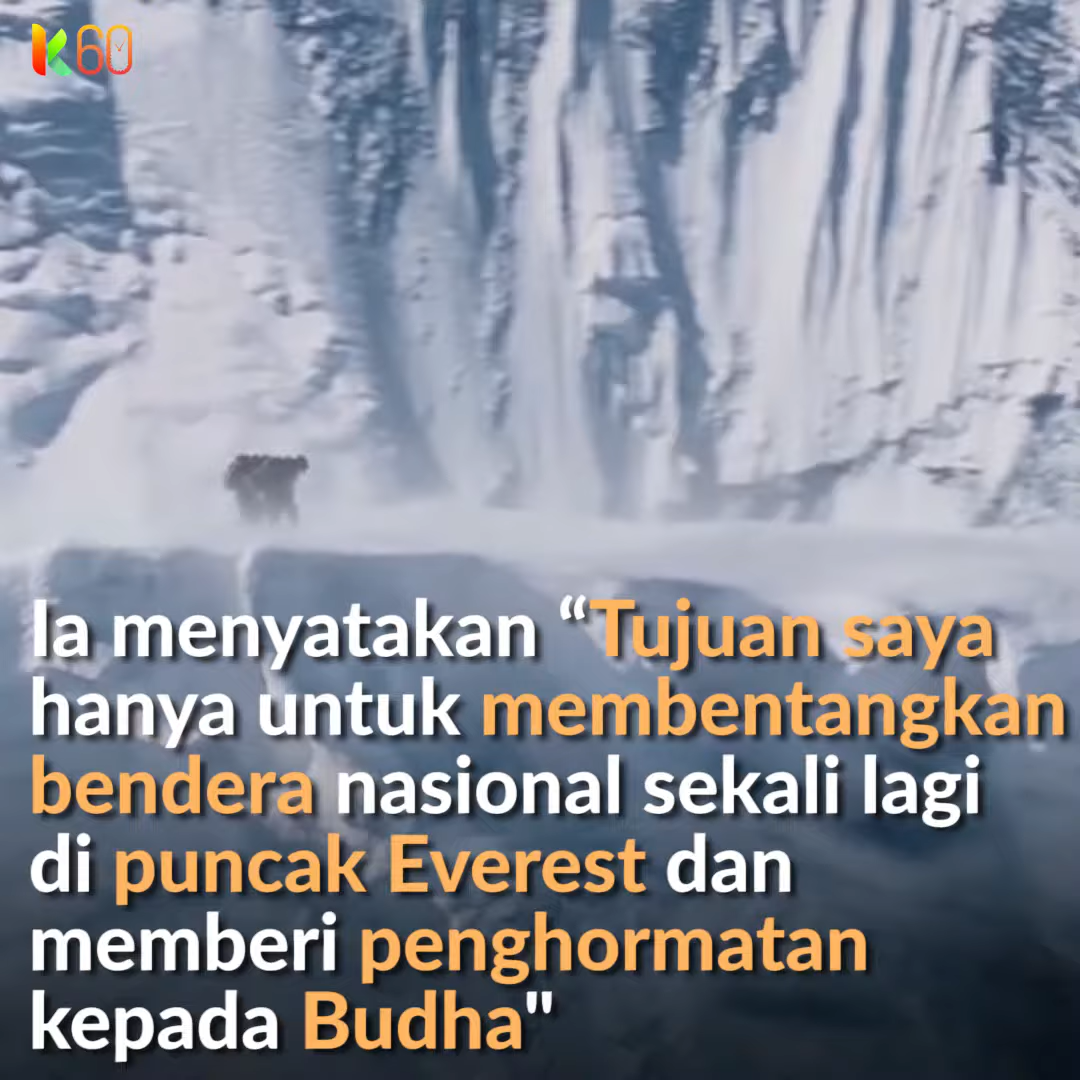 K60
Ia menyatakan “Tujuan saya
hanya untuk membentangkan
bendera nasional sekali lagi
di puncak Everest dan
memberi penghormatan
kepada Budha"